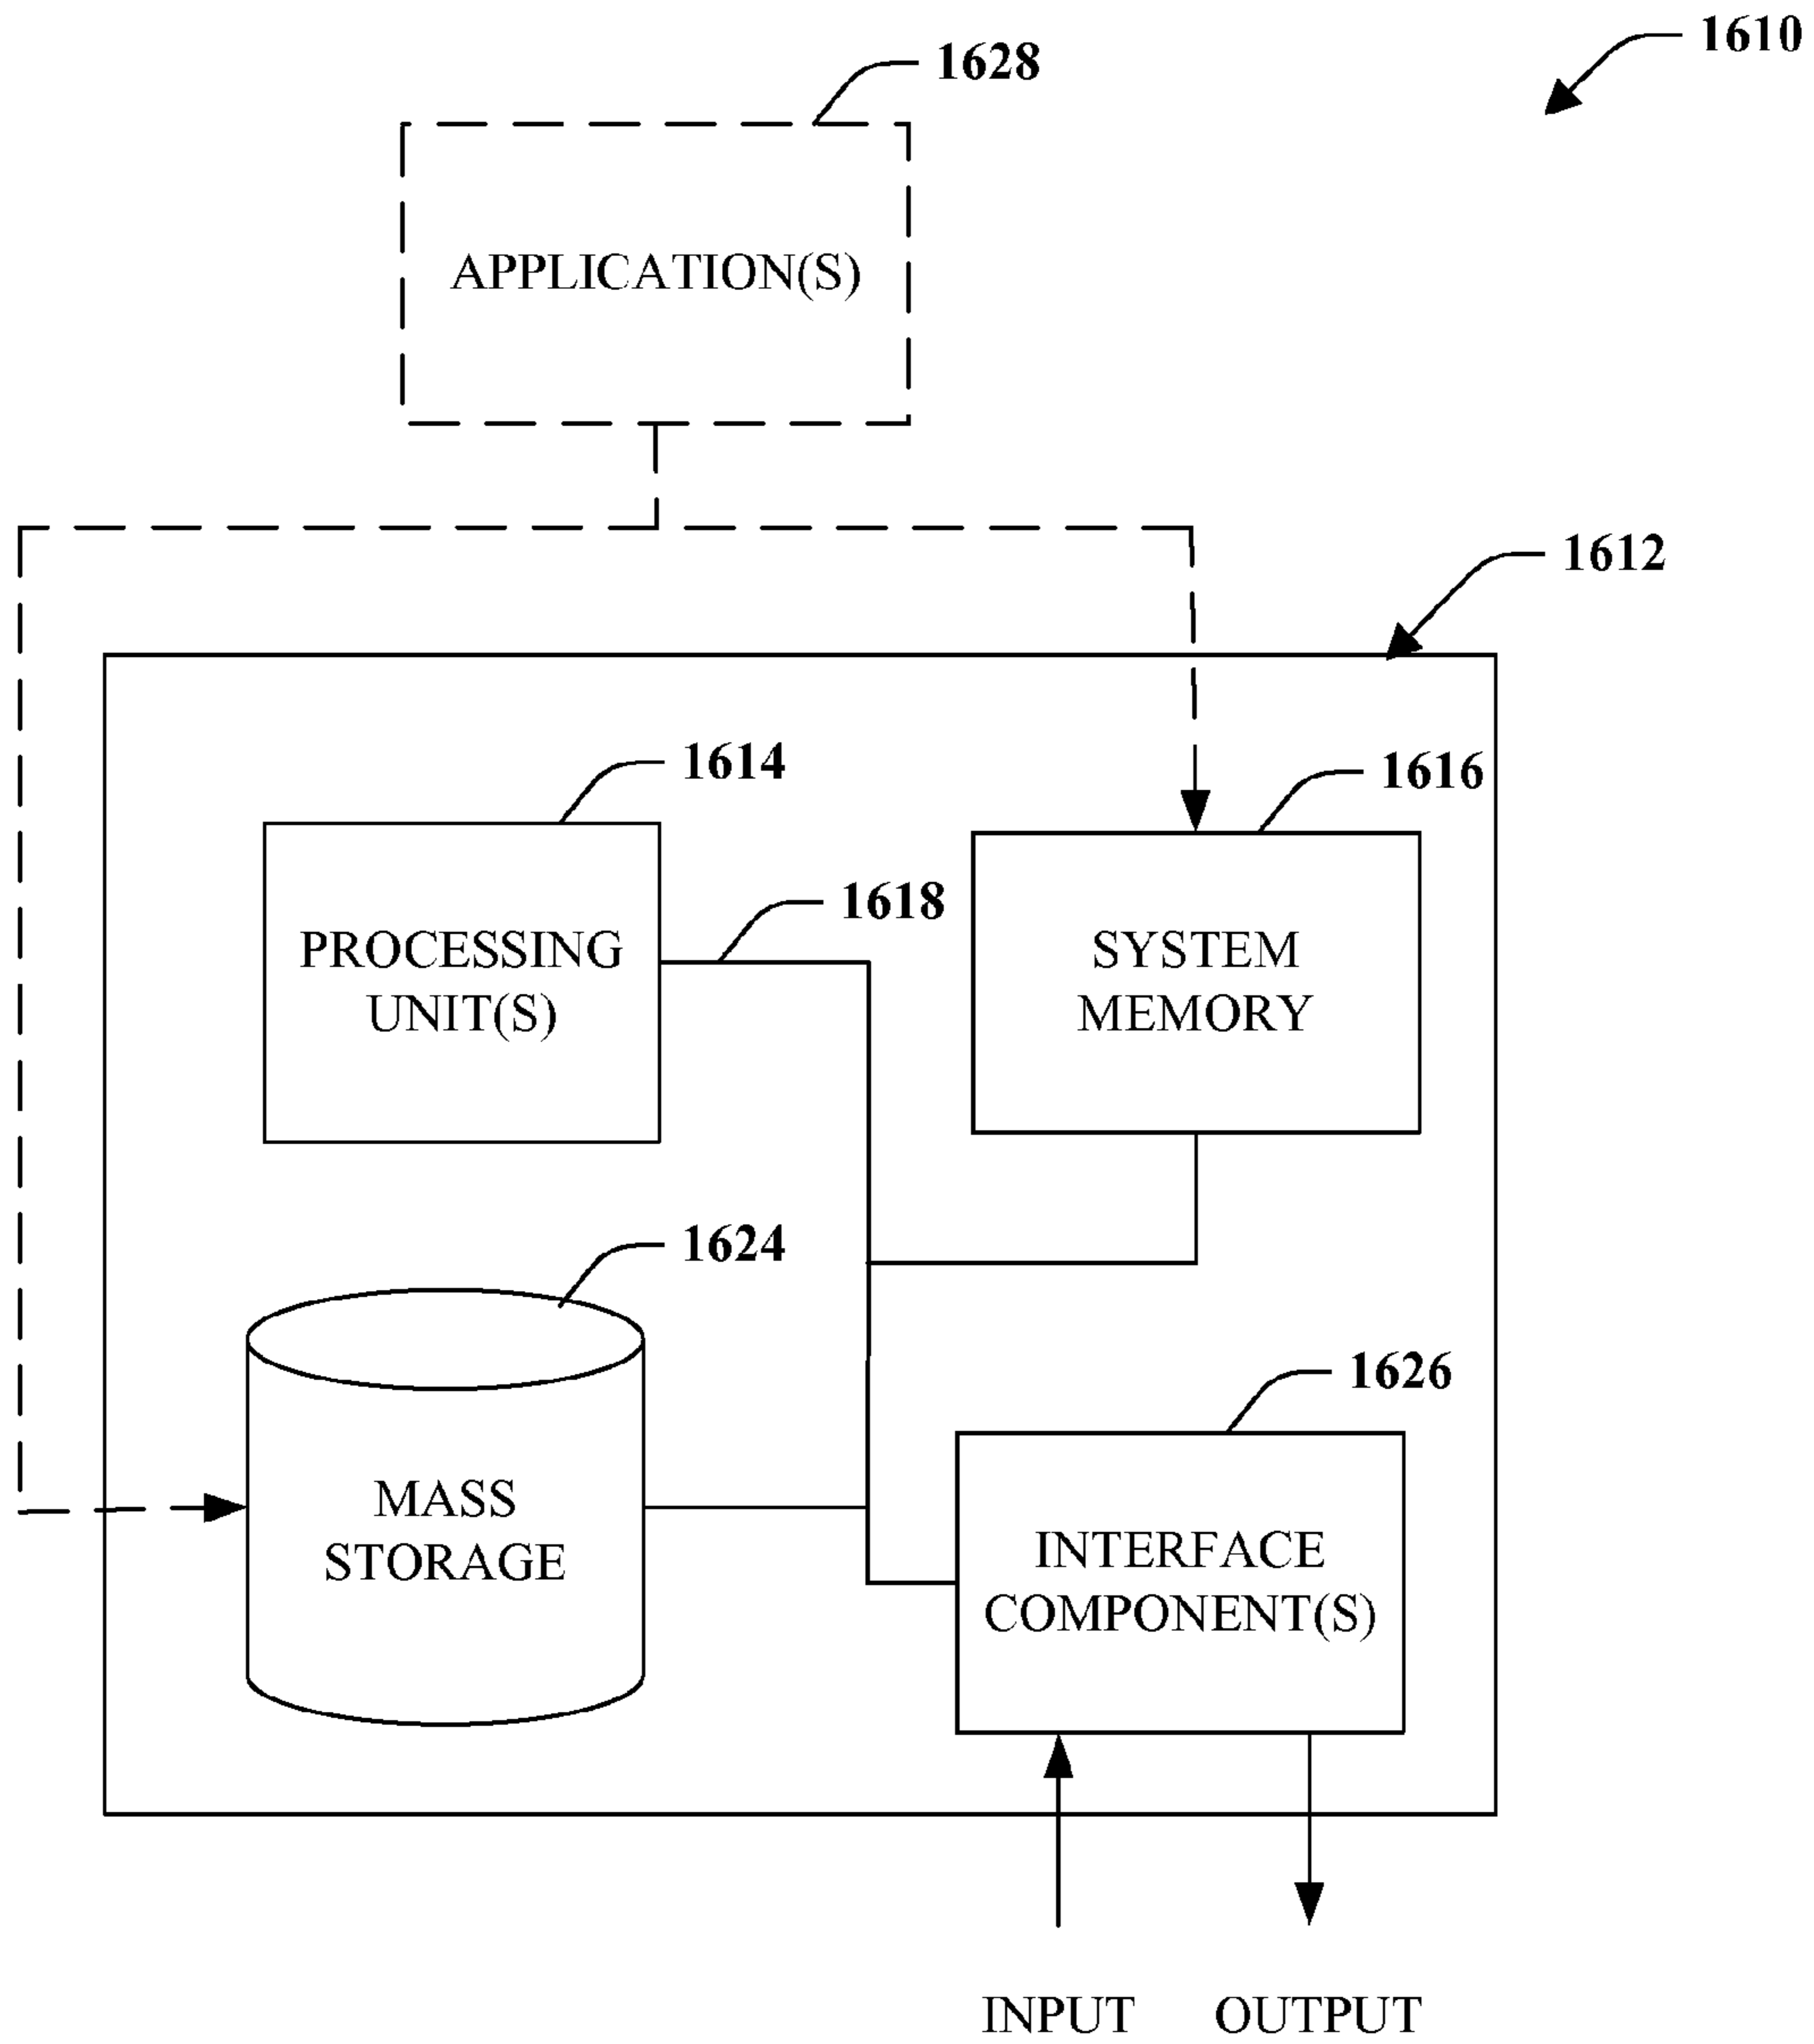 1610
1628
APPLICATION(S)
1612
1614
1616
1618
PROCESSING
UNIT(S)
SYSTEM
MEMORY
1624
1626
MASS
STORAGE
INTERFACE
COMPONENT(S)
INPUT
OUTPUT